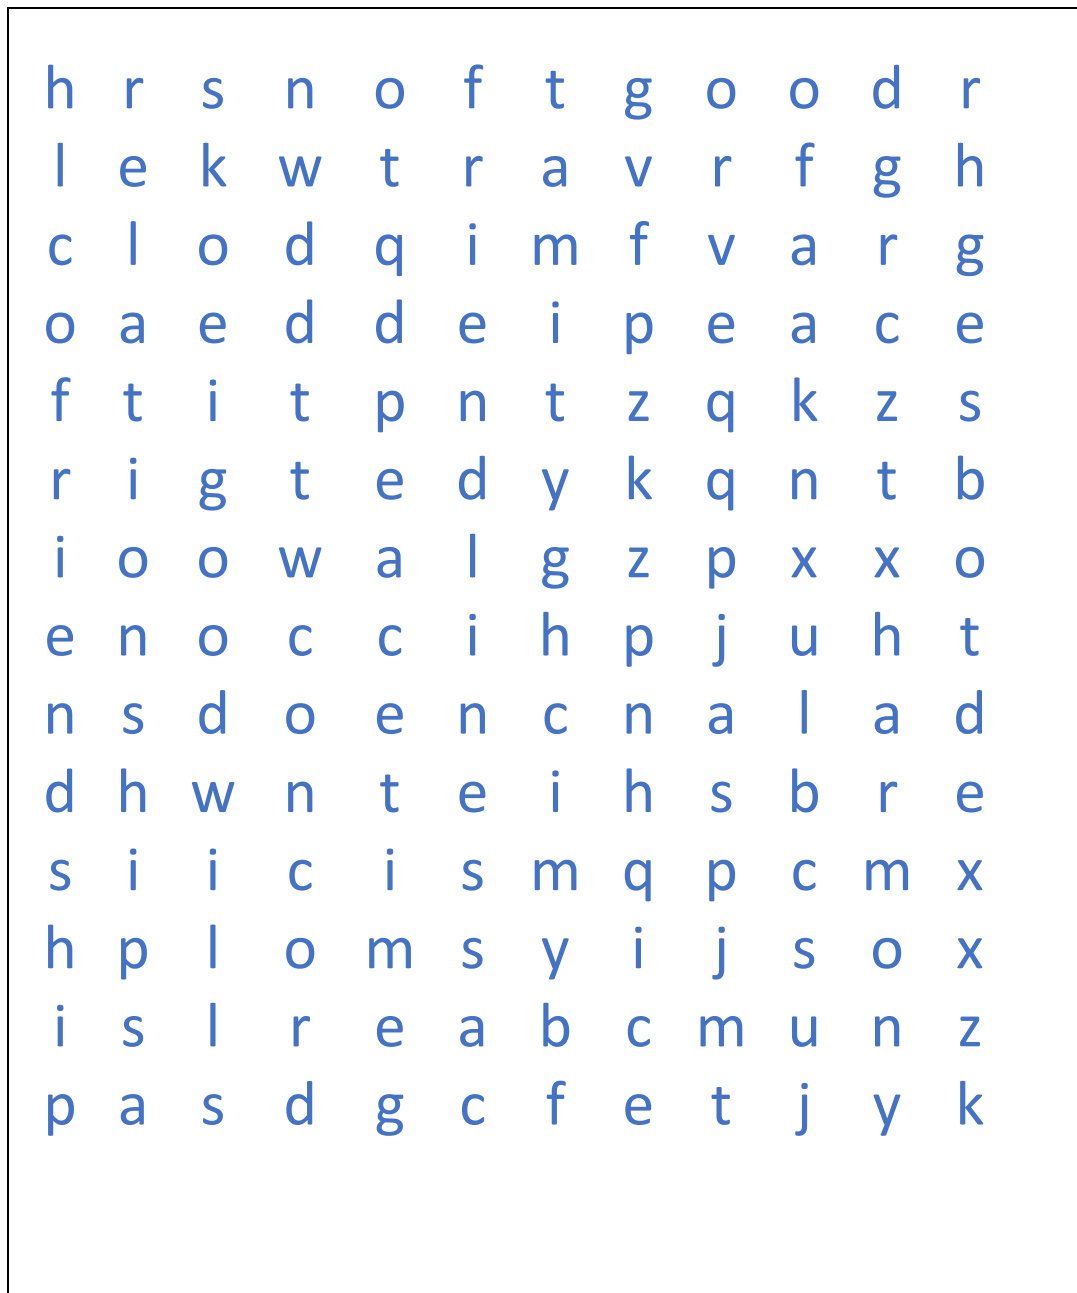 h r s n o f t g o o d r
l e k w t r a v r f g h
c l o d q i m f v a r g
o a e d d e i p e a c e
f t i t p n t z q k z s
r i g t e d y k q n t b
i o o w a l g z p x x o
e n o c c i h p j u h t
n s d o e n c n a l a d
d h w n t e i h s b r e
s i i c i s m q p c m x
h p l o m s y i j s o x
i s l r e a b c m u n z
p a s d g c f e t j y k